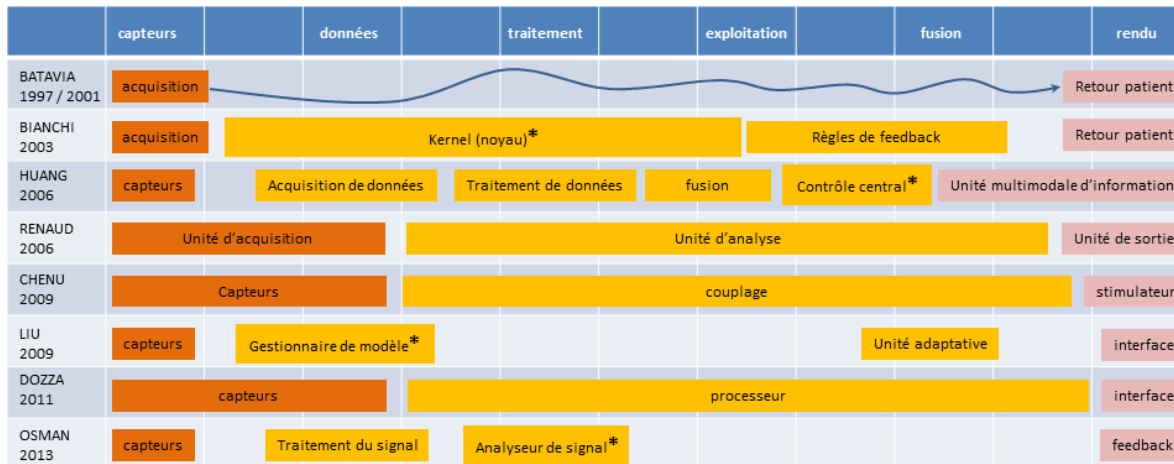 capteurs données traitement exploitation fusion rendu
BATAVIA
1997 / 2001
acquisition Retour patient
BIANCHI
2003
acquisition Kernel (noyau)* Règles de feedback Retour patient
HUANG
2006
capteurs Acquisition de données Traitement de données fusion Contrôle central* Unité multimodale d'information
RENAUD
2006
Unité d'acquisition Unité d'analyse Unité de sortie
CHENU
2009
Capteurs couplage stimulateur
LIU
2009
capteurs Gestionnaire de modèle* Unité adaptative interface
DOZZA
2011
capteurs processeur interface
OSMAN
2013
capteurs Traitement du signal Analyseur de signal* feedback